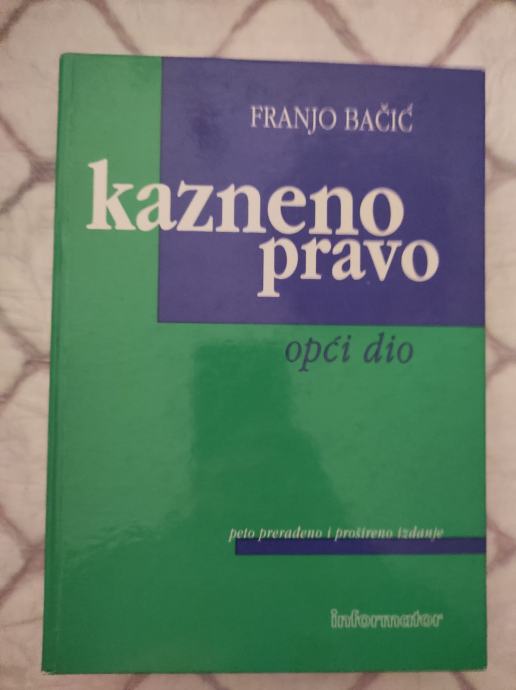 FRANJO BAČIĆ
kazneno
pravo
opći dio
peto prerađeno i prošireno izdanje
informator